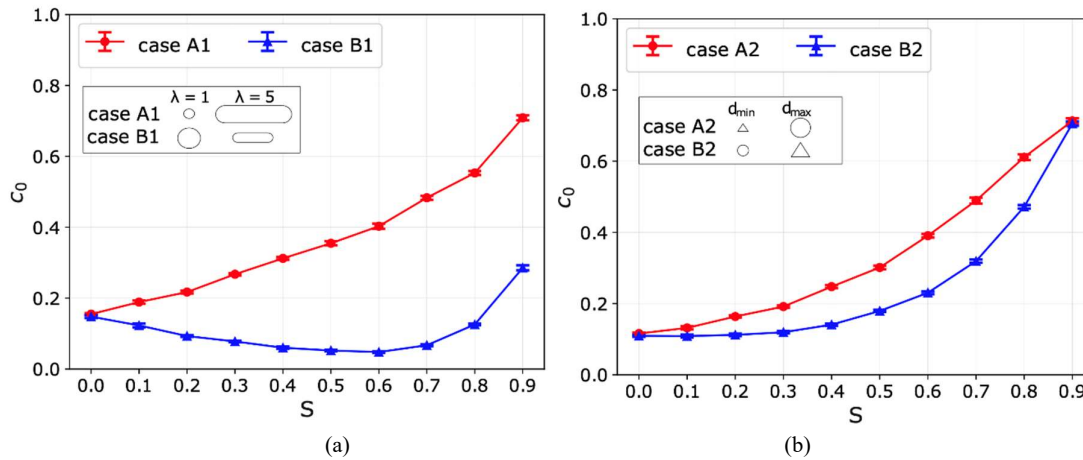 case A1 case B1
λ = 1 λ = 5
case A1
case B1
1.0
0.8
0.6
0.4
0.2
0.0
c0
0.0 0.1 0.2 0.3 0.4 0.5 0.6 0.7 0.8 0.9
S
(a)
case A2 case B2
dmin dmax
case A2
case B2
1.0
0.8
0.6
0.4
0.2
0.0
c0
0.0 0.1 0.2 0.3 0.4 0.5 0.6 0.7 0.8 0.9
S
(b)